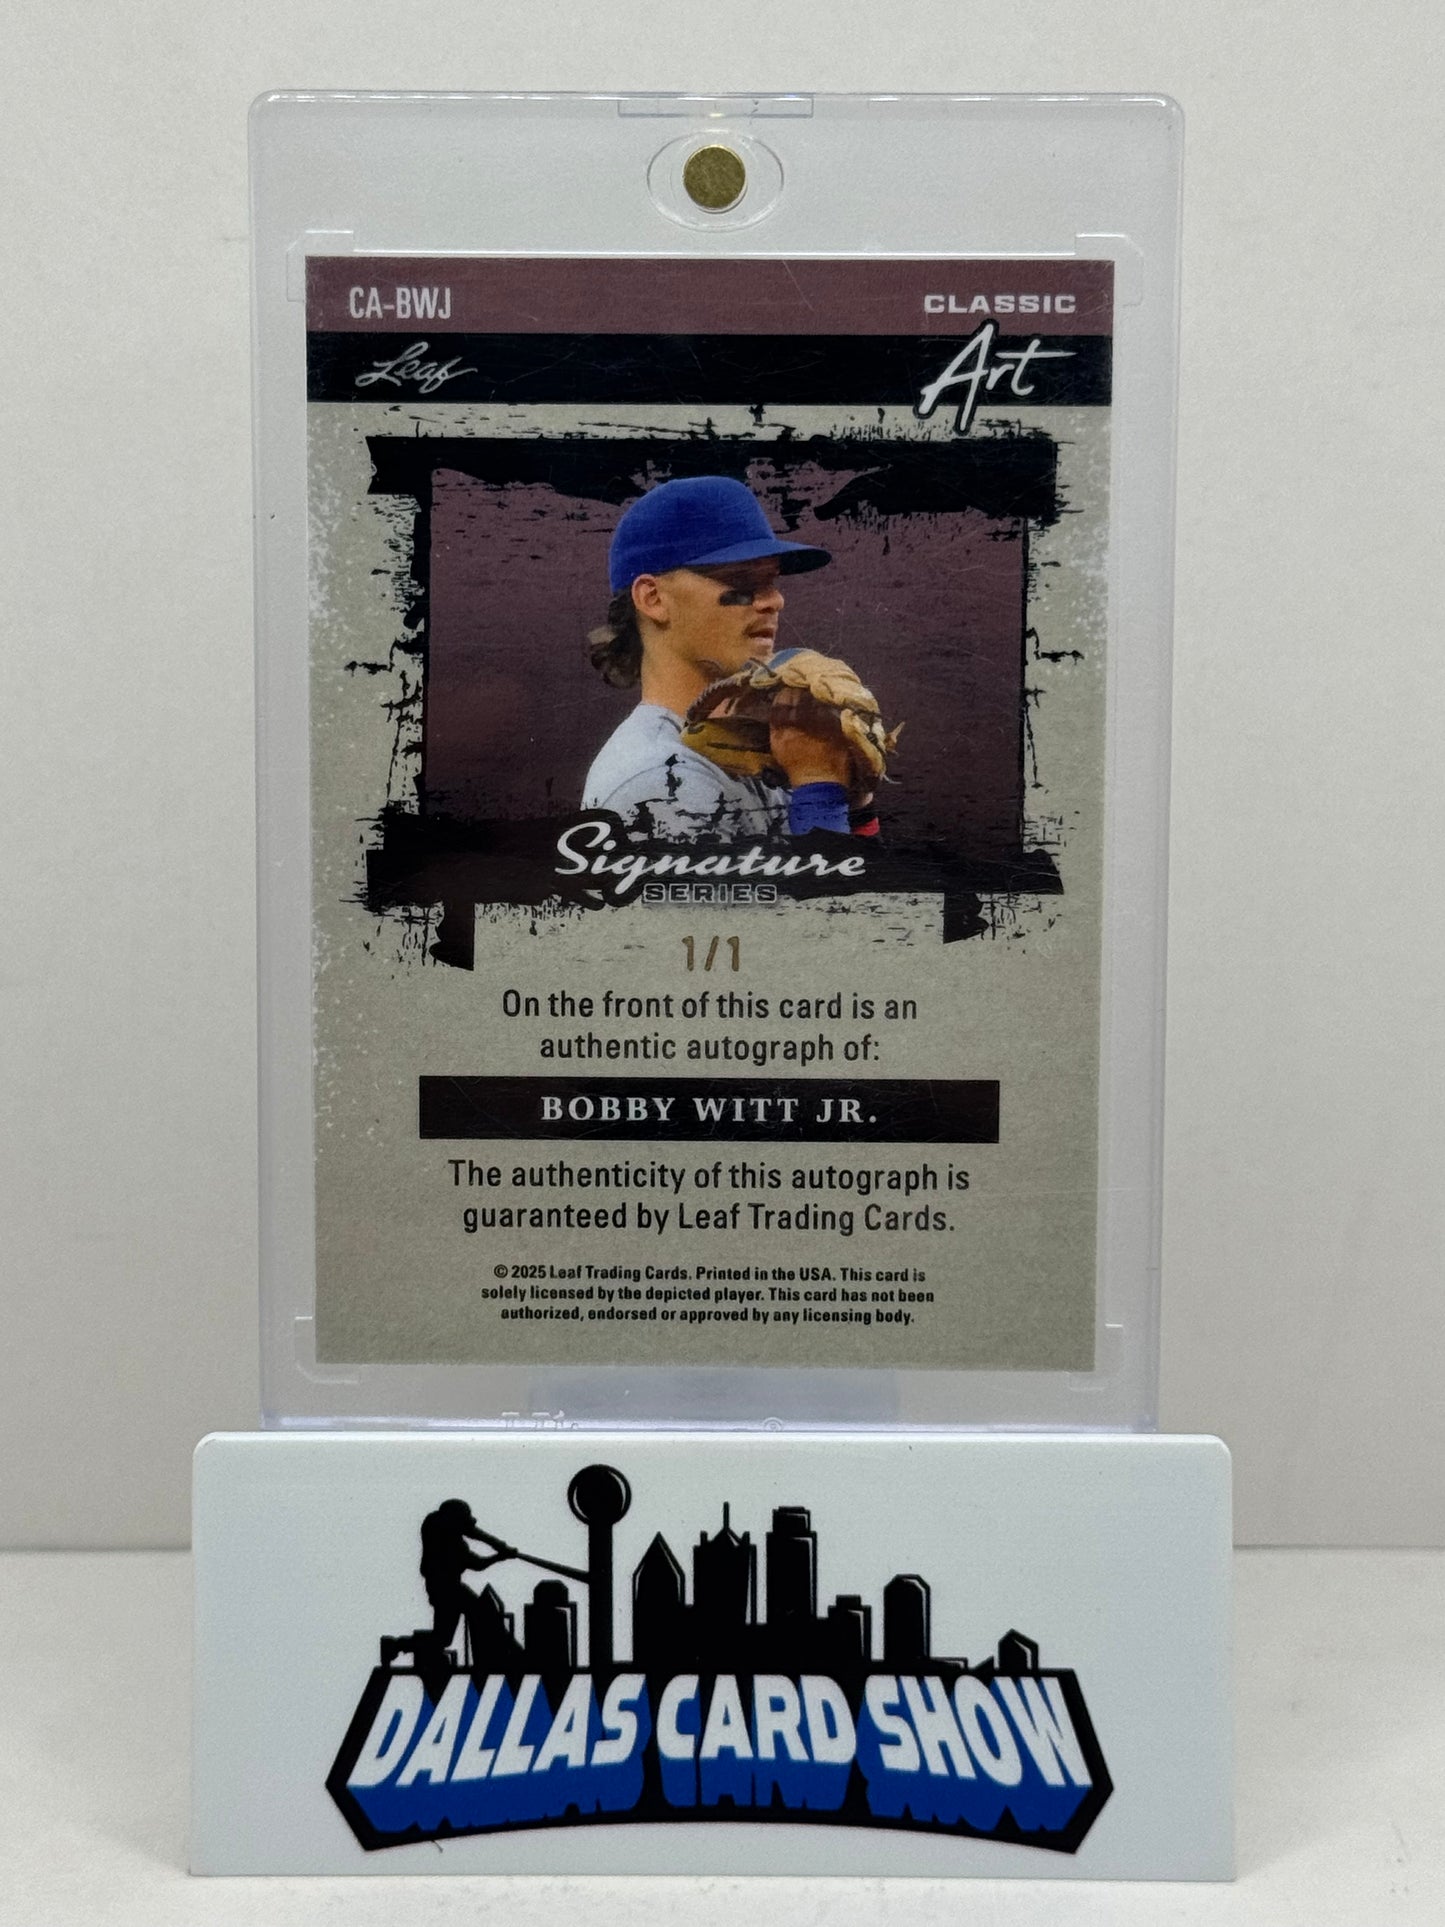 CA-BWJ
CLASSIC
Leaf
Art
Signature
SERIES
1/1
On the front of this card is an
authentic autograph of:
BOBBY WITT JR.
The authenticity of this autograph is
guaranteed by Leaf Trading Cards.
© 2025 Leaf Trading Cards. Printed in the USA. This card is
solely licensed by the depicted player. This card has not been
authorized, endorsed or approved by any licensing body.
DALLAS CARD SHOW